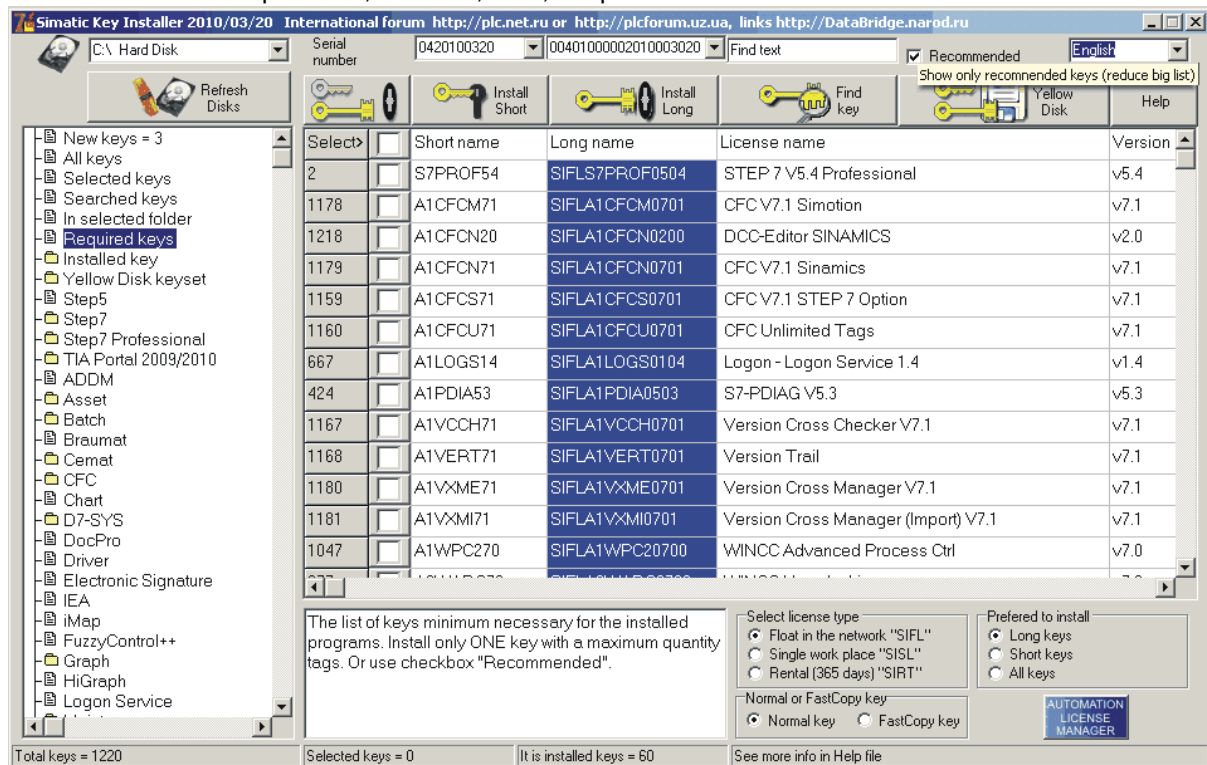 Simatic Key Installer 2010/03/20 International forum http://plc.net.ru or http://plcforum.uz.ua, links http://DataBridge.narod.ru
C:\ Hard Disk
Serial number
0420100320
00401000002010003020
Find text
Recommended
English
Show only recomnended keys (reduce big list)
Refresh Disks
Install Short
Install Long
Find key
Yellow Disk
Help
New keys = 3
All keys
Selected keys
Searched keys
In selected folder
Required keys
Installed key
Yellow Disk keyset
Step5
Step7
Step7 Professional
TIA Portal 2009/2010
ADDM
Asset
Batch
Braumat
Cemat
CFC
Chart
D7-SYS
DocPro
Driver
Electronic Signature
IEA
iMap
FuzzyControl++
Graph
HiGraph
Logon Service
Select> Short name Long name License name Version
2 S7PROF54 SIFLS7PROF0504 STEP 7 V5.4 Professional v5.4
1178 A1CFCM71 SIFLA1CFCM0701 CFC V7.1 Simotion v7.1
1218 A1CFCN20 SIFLA1CFCN0200 DCC-Editor SINAMICS v2.0
1179 A1CFCN71 SIFLA1CFCN0701 CFC V7.1 Sinamics v7.1
1159 A1CFCS71 SIFLA1CFCS0701 CFC V7.1 STEP 7 Option v7.1
1160 A1CFCU71 SIFLA1CFCU0701 CFC Unlimited Tags v7.1
667 A1LOGS14 SIFLA1LOGS0104 Logon - Logon Service 1.4 v1.4
424 A1PDIA53 SIFLA1PDIA0503 S7-PDIAG V5.3 v5.3
1167 A1VCCH71 SIFLA1VCCH0701 Version Cross Checker V7.1 v7.1
1168 A1VERT71 SIFLA1VERT0701 Version Trail v7.1
1180 A1VXME71 SIFLA1VXME0701 Version Cross Manager V7.1 v7.1
1181 A1VXMI71 SIFLA1VXMI0701 Version Cross Manager (Import) V7.1 v7.1
1047 A1WPC270 SIFLA1WPC20700 WINCC Advanced Process Ctrl v7.0
The list of keys minimum necessary for the installed
programs. Install only ONE key with a maximum quantity
tags. Or use checkbox "Recommended".
Select license type
Float in the network "SIFL"
Single work place "SISL"
Rental (365 days) "SIRT"
Normal or FastCopy key
Normal key FastCopy key
Prefered to install
Long keys
Short keys
All keys
AUTOMATION
LICENSE
MANAGER
Total keys = 1220
Selected keys = 0
It is installed keys = 60
See more info in Help file